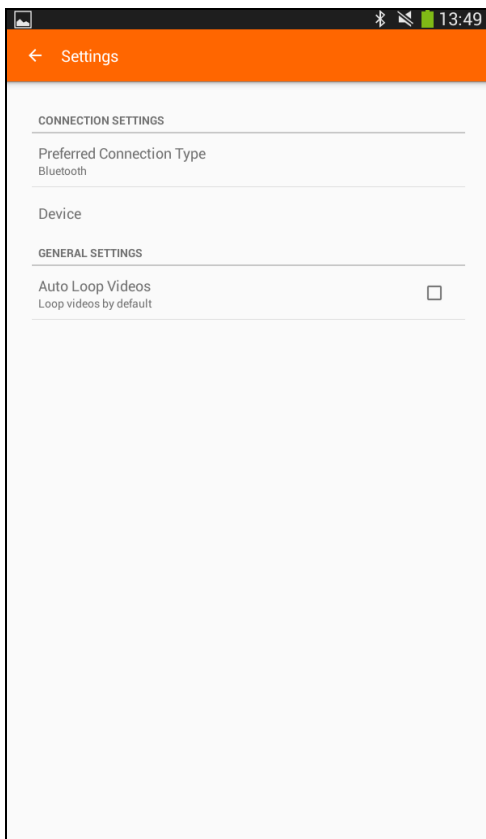 13:49
Settings
CONNECTION SETTINGS
Preferred Connection Type
Bluetooth
Device
GENERAL SETTINGS
Auto Loop Videos
Loop videos by default